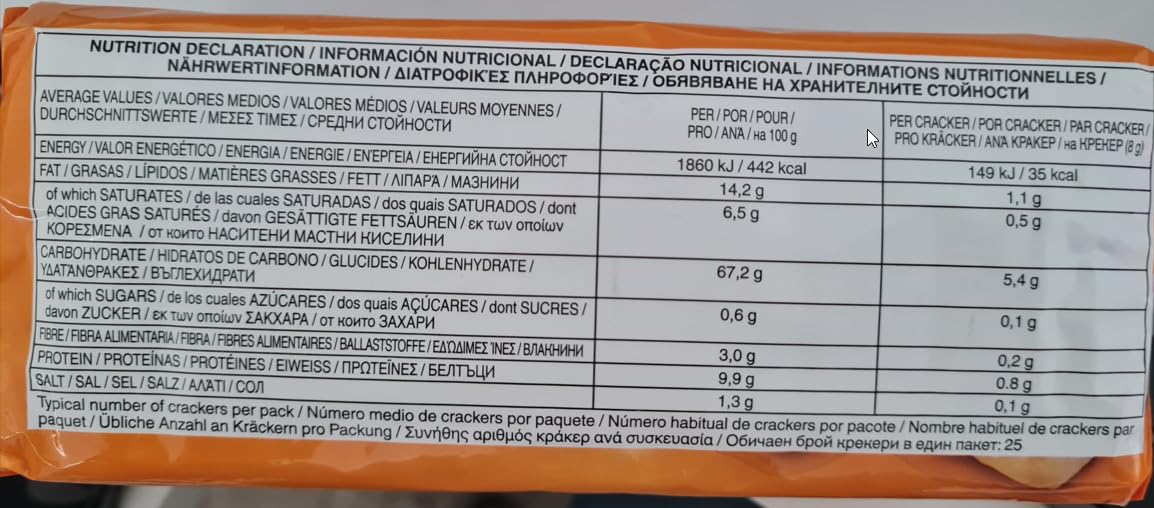 NUTRITION DECLARATION / INFORMACIÓN NUTRICIONAL / DECLARAÇÃO NUTRICIONAL / INFORMATIONS NUTRITIONNELLES /
NÄHRWERTINFORMATION / ΔΙΑΤΡΟΦΙΚΈΣ ΠΛΗΡΟΦΟΡΊΕΣ / ОБЯВЯВАНЕ НА ХРАНИТЕЛНИТЕ СТОЙНОСТИ
AVERAGE VALUES / VALORES MEDIOS / VALORES MÉDIOS / VALEURS MOYENNES /
DURCHSCHNITTSWERTE / ΜΕΣΕΣ ΤΙΜΕΣ / СРЕДНИ СТОЙНОСТИ
PER / POR / POUR /
PRO / ΑΝΆ / на 100 g
PER CRACKER / POR CRACKER / PAR CRACKER /
PRO KRÄCKER / ΑΝΆ ΚΡΑΚΕΡ / на КРЕКЕР (8 g)
ENERGY / VALOR ENERGÉTICO / ENERGIA / ENERGIE / ΕΝΈΡΓΕΙΑ / ЕНЕРГИЙНА СТОЙНОСТ
1860 kJ / 442 kcal
149 kJ / 35 kcal
FAT / GRASAS / LÍPIDOS / MATIÈRES GRASSES / FETT / ΛΙΠΑΡΆ / МАЗНИНИ
14,2 g
1,1 g
of which SATURATES / de las cuales SATURADAS / dos quais SATURADOS / dont
ACIDES GRAS SATURÉS / davon GESÄTTIGTE FETTSÄUREN / εκ των οποίων
ΚΟΡΕΣΜΕΝΑ / от които НАСИТЕНИ МАСТНИ КИСЕЛИНИ
6,5 g
0,5 g
CARBOHYDRATE / HIDRATOS DE CARBONO / GLUCIDES / KOHLENHYDRATE /
ΥΔΑΤΑΝΘΡΑΚΕΣ / ВЪГЛЕХИДРАТИ
67,2 g
5,4 g
of which SUGARS / de los cuales AZÚCARES / dos quais AÇÚCARES / dont SUCRES /
davon ZUCKER / εκ των οποίων ΣΑΚΧΑΡΑ / от които ЗАХАРИ
0,6 g
0,1 g
FIBRE / FIBRA ALIMENTARIA / FIBRA / FIBRES ALIMENTAIRES / BALLASTSTOFFE / ΕΔΏΔΙΜΕΣ ΊΝΕΣ / ВЛАКНИНИ
3,0 g
0,2 g
PROTEIN / PROTEÍNAS / PROTÉINES / EIWEISS / ΠΡΩΤΕΪΝΕΣ / БЕЛТЪЦИ
9,9 g
0.8 g
SALT / SAL / SEL / SALZ / ΑΛΆΤΙ / СОЛ
1,3 g
0,1 g
Typical number of crackers per pack / Número medio de crackers por paquete / Número habitual de crackers por pacote / Nombre habituel de crackers par
paquet / Übliche Anzahl an Kräckern pro Packung / Συνήθης αριθμός κράκερ ανά συσκευασία / Обичаен брой крекери в един пакет: 25